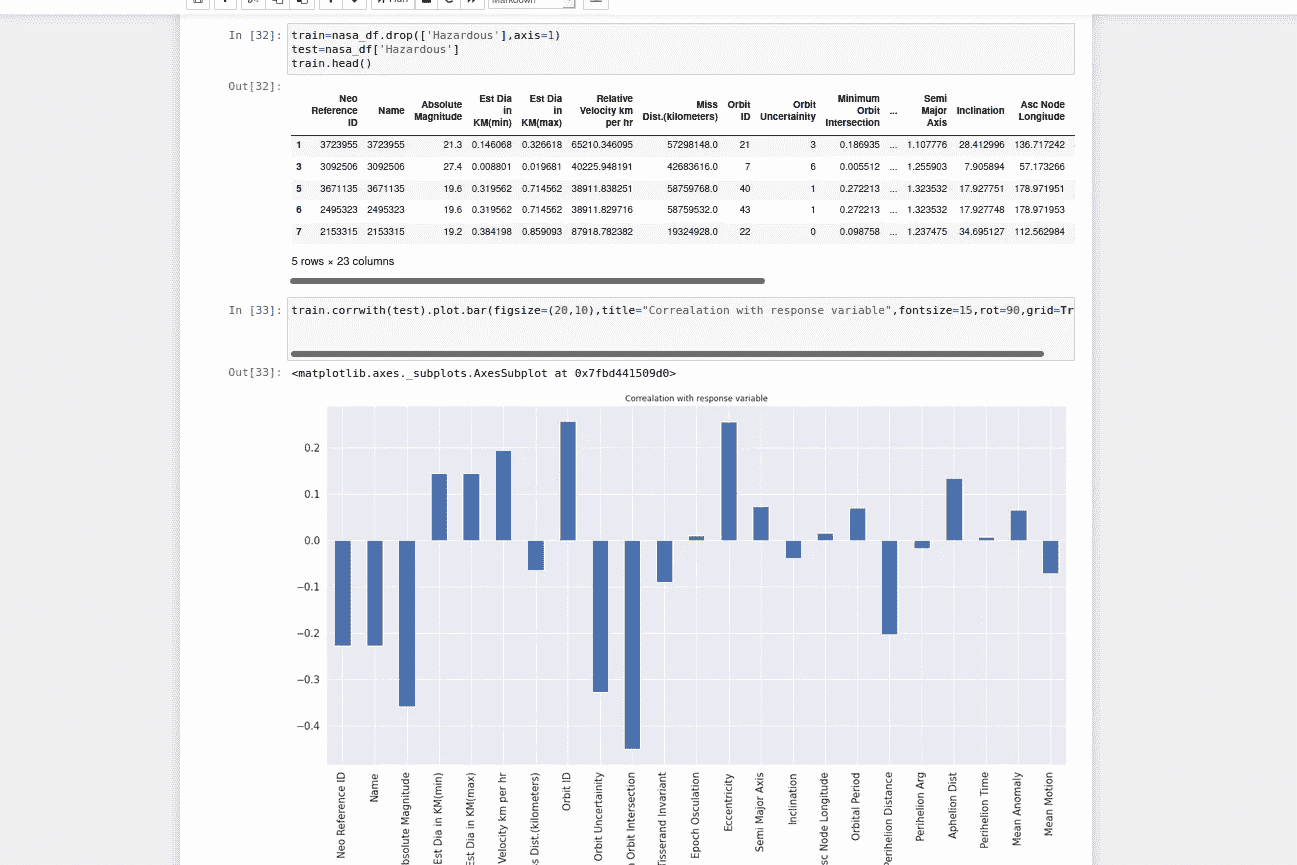 In [32]:
train=nasa_df.drop(['Hazardous'],axis=1)
test=nasa_df['Hazardous']
train.head()
Out[32]:
Neo Reference ID Name Absolute Magnitude Est Dia in KM(min) Est Dia in KM(max) Relative Velocity km per hr Miss Dist.(kilometers) Orbit ID Orbit Uncertainity Minimum Orbit Intersection ... Semi Major Axis Inclination Asc Node Longitude
1 3723955 3723955 21.3 0.146068 0.326618 65210.346095 57298148.0 21 3 0.186935 ... 1.107776 28.412996 136.717242
3 3092506 3092506 27.4 0.008801 0.019681 40225.948191 42683616.0 7 6 0.005512 ... 1.255903 7.905894 57.173266
5 3671135 3671135 19.6 0.319562 0.714562 38911.838251 58759768.0 40 1 0.272213 ... 1.323532 17.927751 178.971951
6 2495323 2495323 19.6 0.319562 0.714562 38911.829716 58759532.0 43 1 0.272213 ... 1.323532 17.927748 178.971953
7 2153315 2153315 19.2 0.384198 0.859093 87918.782382 19324928.0 22 0 0.098758 ... 1.237475 34.695127 112.562984
5 rows × 23 columns
In [33]:
train.corrwith(test).plot.bar(figsize=(20,10),title="Correalation with response variable",fontsize=15,rot=90,grid=Tr
Out[33]:
<matplotlib.axes._subplots.AxesSubplot at 0x7fbd441509d0>
Correalation with response variable
0.2
0.1
0.0
−0.1
−0.2
−0.3
−0.4
Neo Reference ID
Name
bsolute Magnitude
Est Dia in KM(min)
Est Dia in KM(max)
Velocity km per hr
s Dist.(kilometers)
Orbit ID
Orbit Uncertainity
Orbit Intersection
Tisserand Invariant
Epoch Osculation
Eccentricity
Semi Major Axis
Inclination
sc Node Longitude
Orbital Period
Perihelion Distance
Perihelion Arg
Aphelion Dist
Perihelion Time
Mean Anomaly
Mean Motion